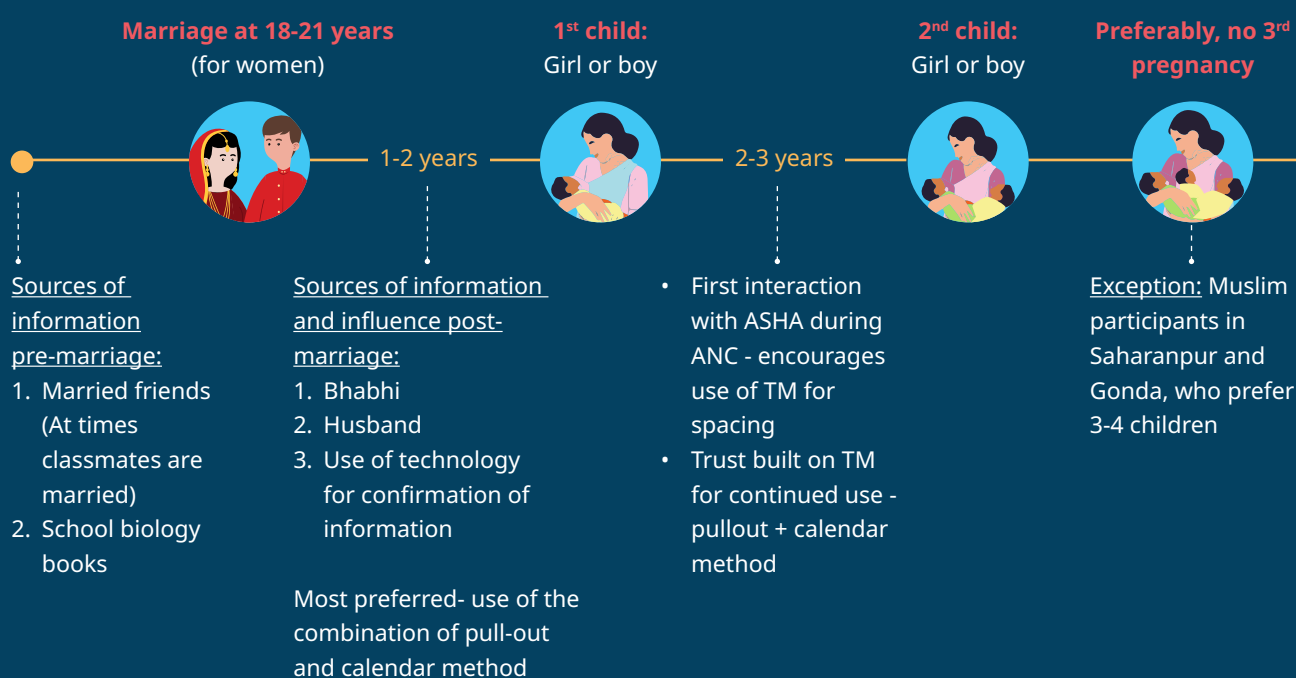 Marriage at 18-21 years
(for women)
1st child:
Girl or boy
2nd child:
Girl or boy
Preferably, no 3rd
pregnancy
1-2 years
2-3 years
Sources of
information
pre-marriage:
1. Married friends
(At times
classmates are
married)
2. School biology
books
Sources of information
and influence post-
marriage:
1. Bhabhi
2. Husband
3. Use of technology
for confirmation of
information
Most preferred- use of the
combination of pull-out
and calendar method
• First interaction
with ASHA during
ANC - encourages
use of TM for
spacing
• Trust built on TM
for continued use -
pullout + calendar
method
Exception: Muslim
participants in
Saharanpur and
Gonda, who prefer
3-4 children